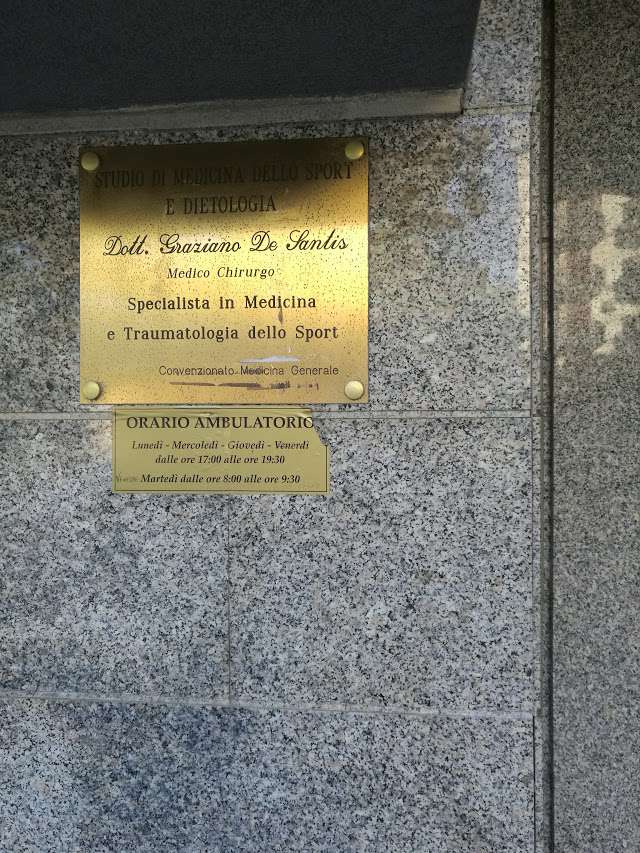 STUDIO DI MEDICINA DELLO SPORT
E DIETOLOGIA
Dott. Graziano De Santis
Medico Chirurgo
Specialista in Medicina
e Traumatologia dello Sport
Convenzionato Medicina Generale
ORARIO AMBULATORIO
Lunedì - Mercoledì - Giovedì - Venerdì
dalle ore 17:00 alle ore 19:30
Martedì dalle ore 8:00 alle ore 9:30